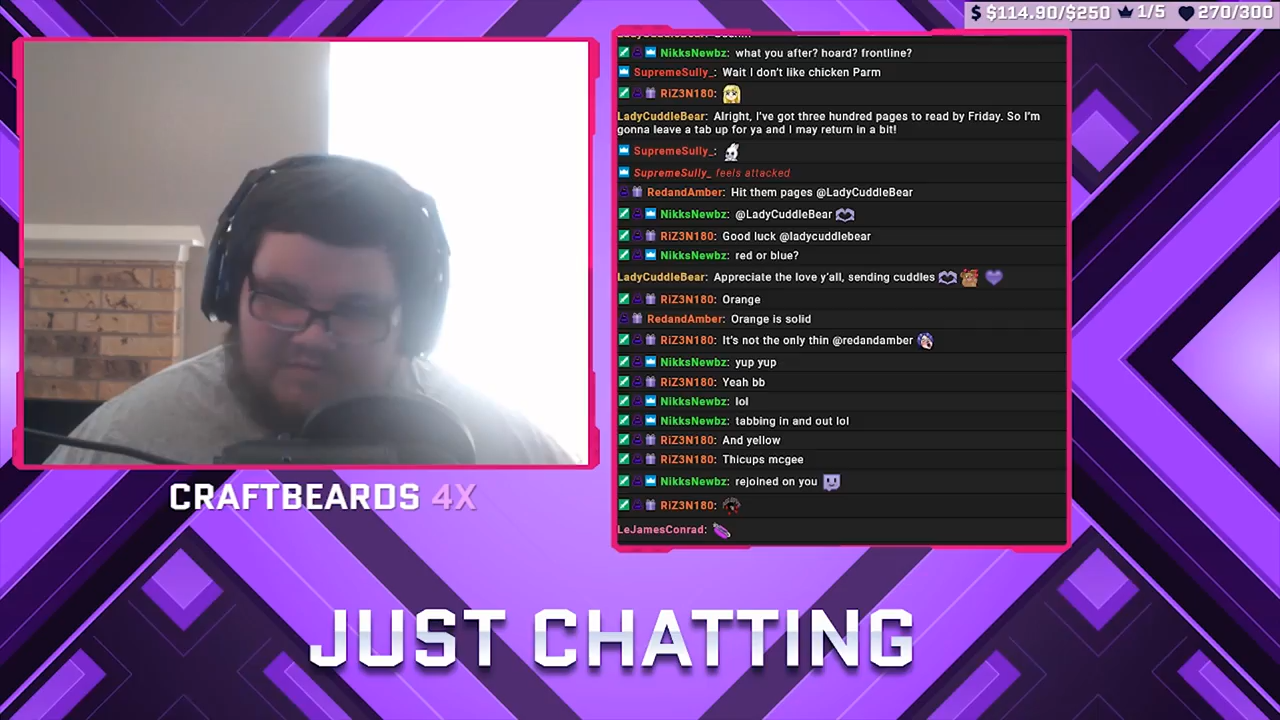 $ $114.90/$250 1/5 270/300
NikksNewbz: what you after? hoard? frontline?
SupremeSully_: Wait I don't like chicken Parm
RiZ3N180:
LadyCuddleBear: Alright, I've got three hundred pages to read by Friday. So I'm
gonna leave a tab up for ya and I may return in a bit!
SupremeSully_:
SupremeSully_ feels attacked
RedandAmber: Hit them pages @LadyCuddleBear
NikksNewbz: @LadyCuddleBear
RiZ3N180: Good luck @ladycuddlebear
NikksNewbz: red or blue?
LadyCuddleBear: Appreciate the love y'all, sending cuddles
RiZ3N180: Orange
RedandAmber: Orange is solid
RiZ3N180: It's not the only thin @redandamber
NikksNewbz: yup yup
RiZ3N180: Yeah bb
NikksNewbz: lol
NikksNewbz: tabbing in and out lol
RiZ3N180: And yellow
RiZ3N180: Thicups mcgee
NikksNewbz: rejoined on you
RiZ3N180:
LeJamesConrad:
CRAFTBEARDS 4X
JUST CHATTING